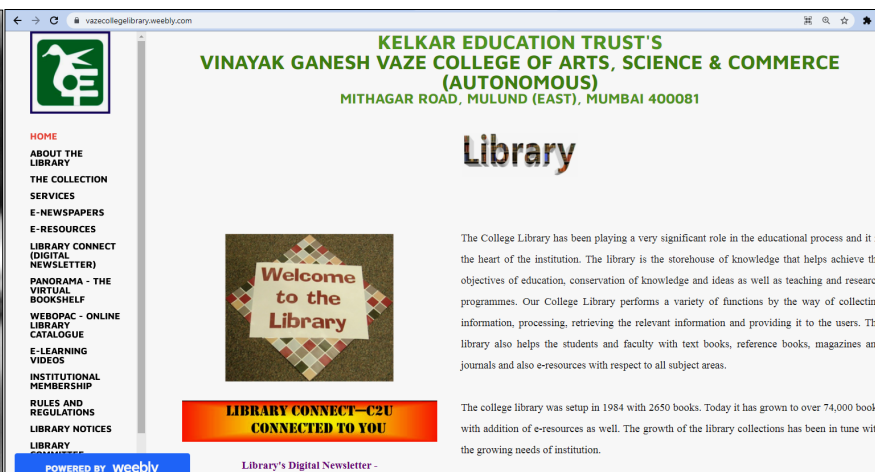 vazecollegelibrary.weebly.com
KELKAR EDUCATION TRUST'S
VINAYAK GANESH VAZE COLLEGE OF ARTS, SCIENCE & COMMERCE
(AUTONOMOUS)
MITHAGAR ROAD, MULUND (EAST), MUMBAI 400081
HOME
ABOUT THE
LIBRARY
THE COLLECTION
SERVICES
E-NEWSPAPERS
E-RESOURCES
LIBRARY CONNECT
(DIGITAL
NEWSLETTER)
PANORAMA - THE
VIRTUAL
BOOKSHELF
WEBOPAC - ONLINE
LIBRARY
CATALOGUE
E-LEARNING
VIDEOS
INSTITUTIONAL
MEMBERSHIP
RULES AND
REGULATIONS
LIBRARY NOTICES
LIBRARY
COMMITTEE
POWERED BY weebly
Library
Welcome
to the
Library
LIBRARY CONNECT—C2U
CONNECTED TO YOU
Library's Digital Newsletter -
The College Library has been playing a very significant role in the educational process and it
the heart of the institution. The library is the storehouse of knowledge that helps achieve th
objectives of education, conservation of knowledge and ideas as well as teaching and researc
programmes. Our College Library performs a variety of functions by the way of collectin
information, processing, retrieving the relevant information and providing it to the users. Th
library also helps the students and faculty with text books, reference books, magazines an
journals and also e-resources with respect to all subject areas.
The college library was setup in 1984 with 2650 books. Today it has grown to over 74,000 book
with addition of e-resources as well. The growth of the library collections has been in tune wit
the growing needs of institution.